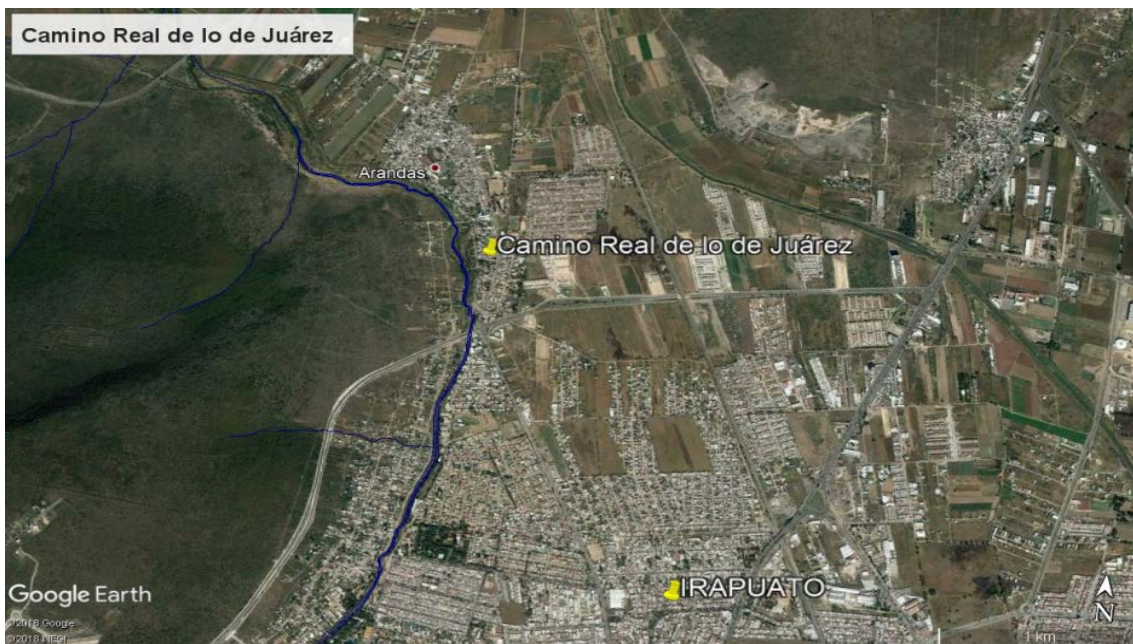 Camino Real de lo de Juárez
Arandas
Camino Real de lo de Juárez
IRAPUATO
Google Earth
©2018 Google
©2018 INEGI
N
1 km